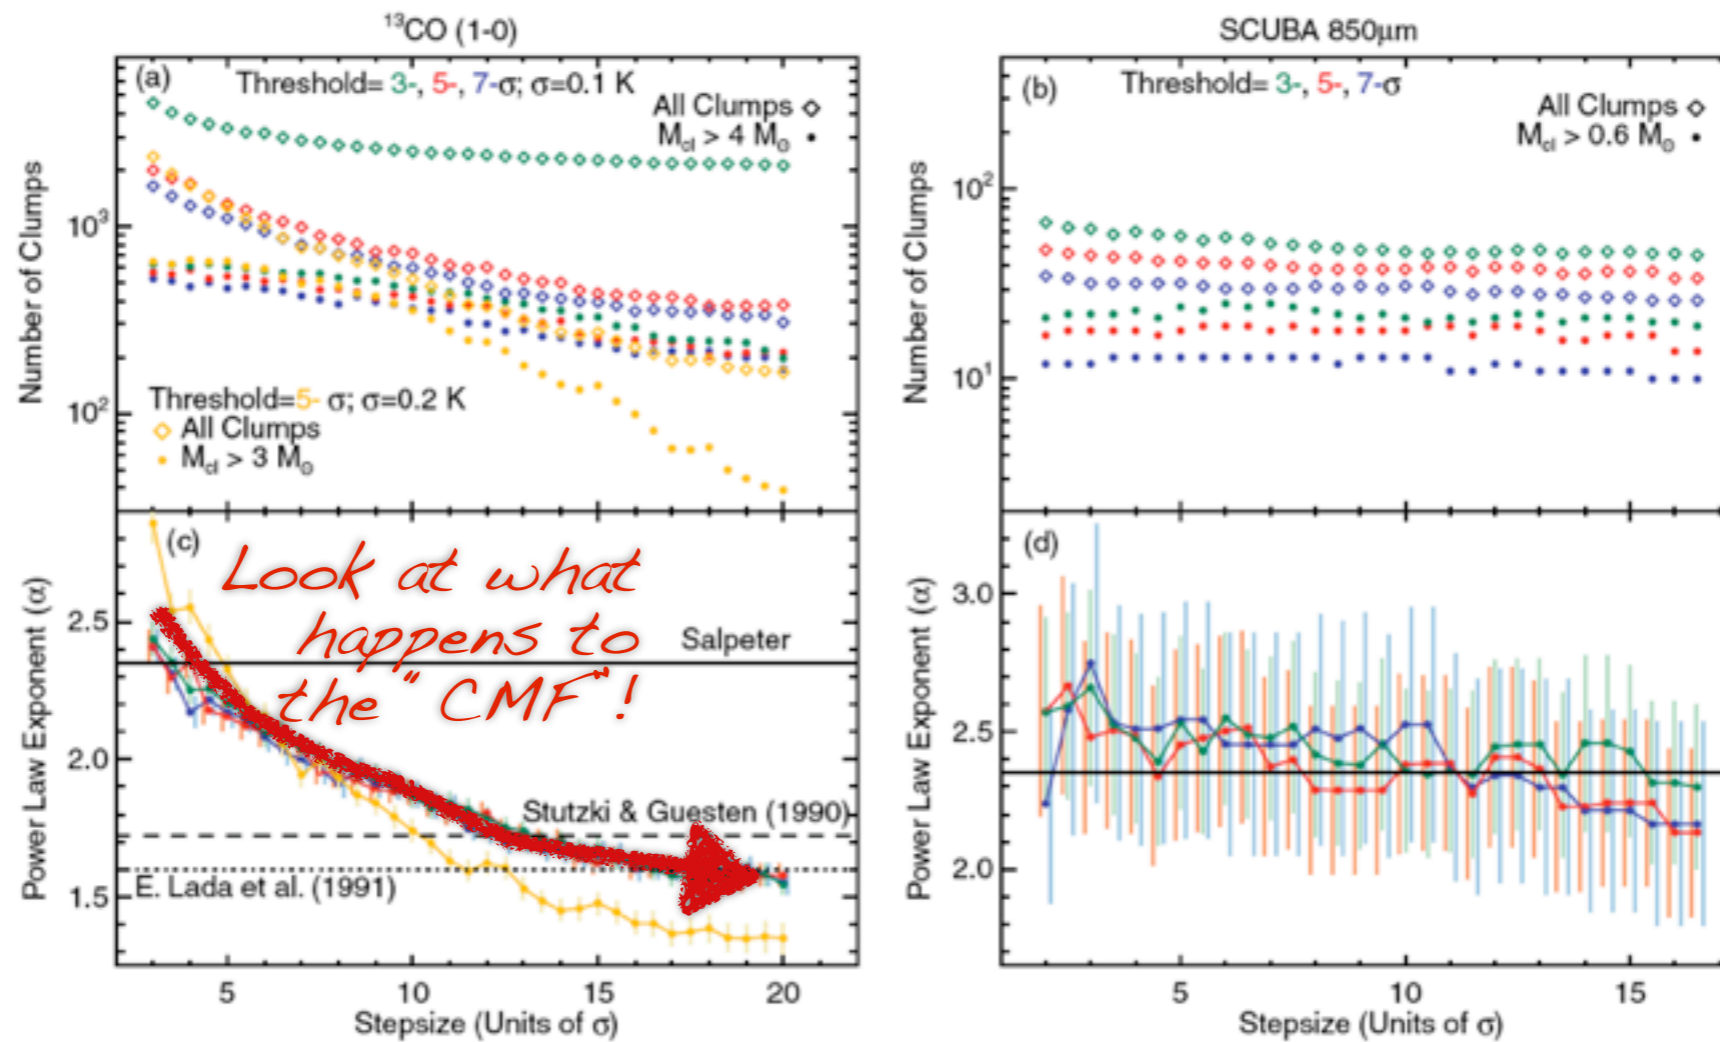 ¹³CO (1-0)
SCUBA 850μm
(a)
Threshold= 3-, 5-, 7-σ; σ=0.1 K
All Clumps ◇
M_cl > 4 M_⊙ •
Threshold=5- σ; σ=0.2 K
◇ All Clumps
• M_cl > 3 M_⊙
Number of Clumps
10³
10²
(b)
Threshold= 3-, 5-, 7-σ
All Clumps ◇
M_cl > 0.6 M_⊙ •
Number of Clumps
10²
10¹
(c)
Look at what
happens to
the "CMF"!
Salpeter
Stutzki & Guesten (1990)
E. Lada et al. (1991)
Power Law Exponent (α)
2.5
2.0
1.5
5 10 15 20
Stepsize (Units of σ)
(d)
Power Law Exponent (α)
3.0
2.5
2.0
5 10 15
Stepsize (Units of σ)